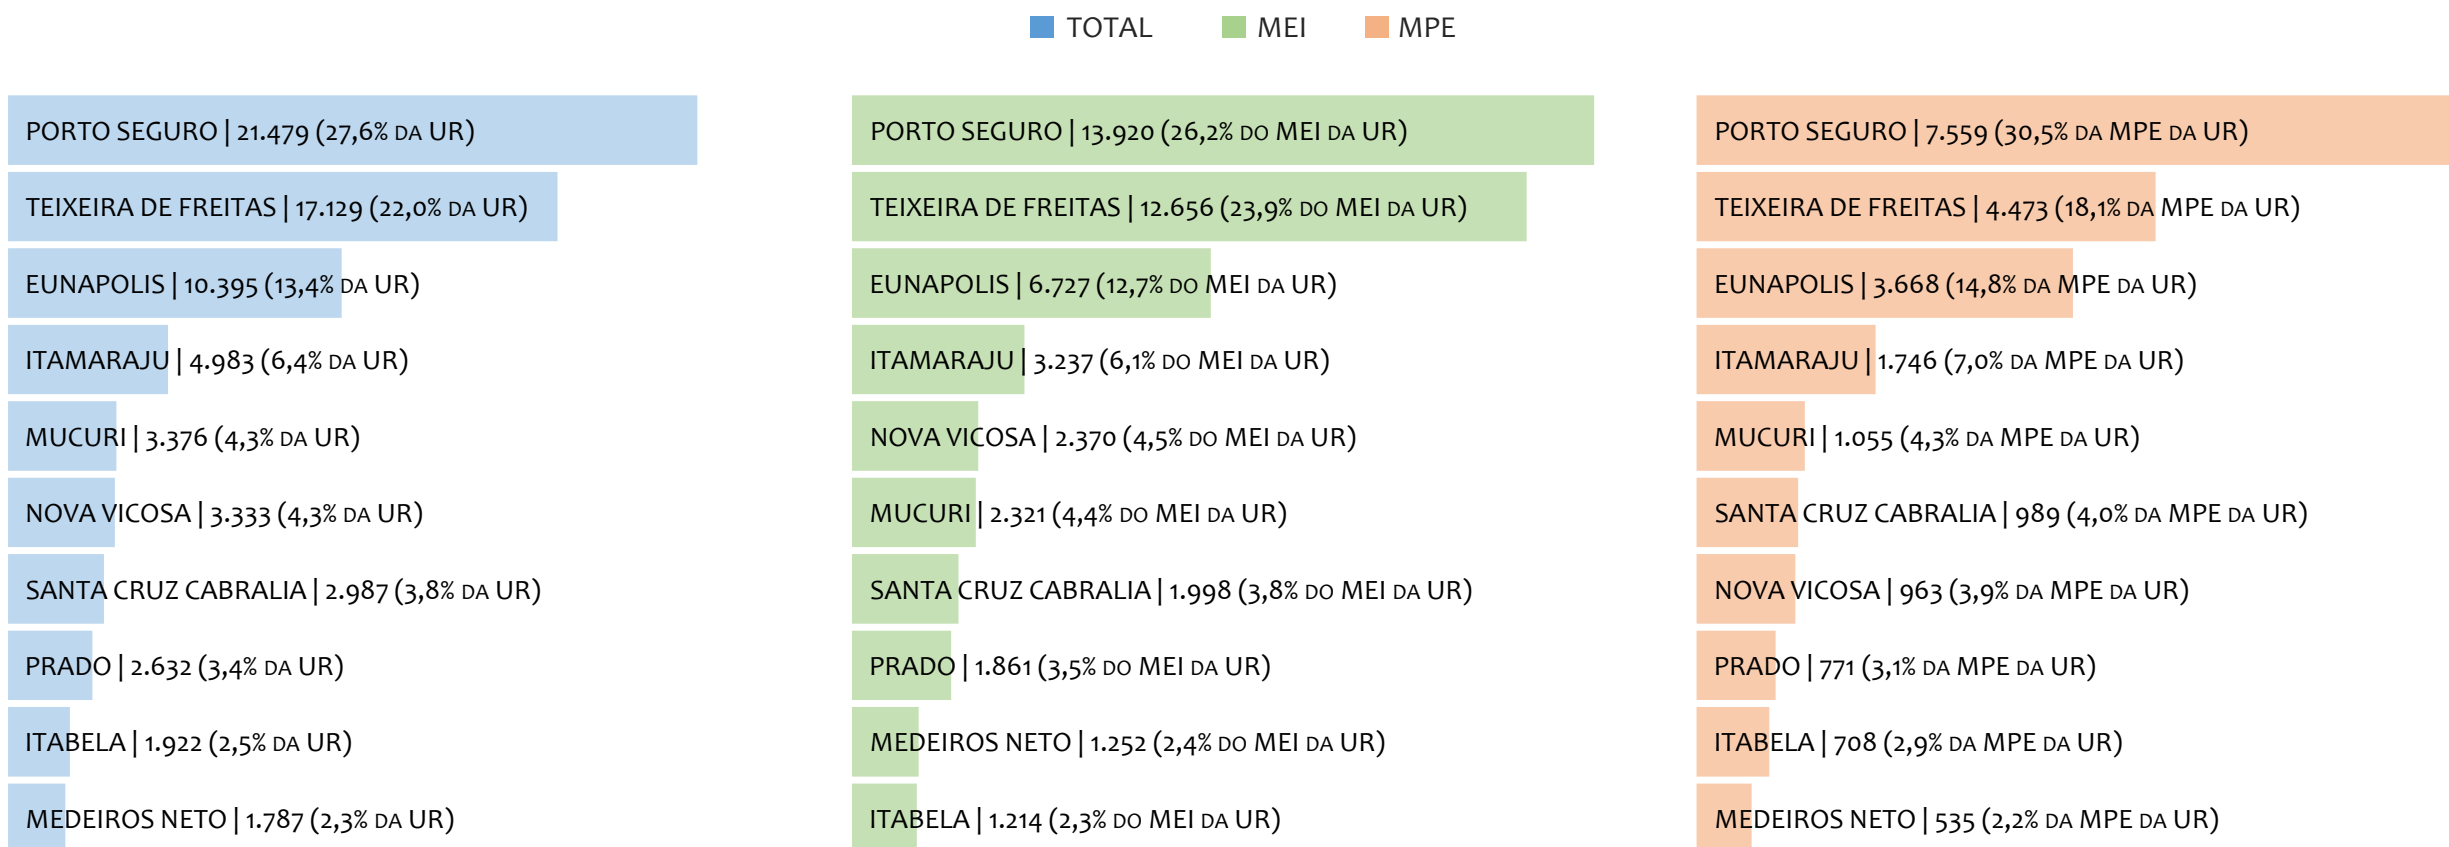 TOTAL MEI MPE
PORTO SEGURO | 21.479 (27,6% DA UR)
TEIXEIRA DE FREITAS | 17.129 (22,0% DA UR)
EUNAPOLIS | 10.395 (13,4% DA UR)
ITAMARAJU | 4.983 (6,4% DA UR)
MUCURI | 3.376 (4,3% DA UR)
NOVA VICOSA | 3.333 (4,3% DA UR)
SANTA CRUZ CABRALIA | 2.987 (3,8% DA UR)
PRADO | 2.632 (3,4% DA UR)
ITABELA | 1.922 (2,5% DA UR)
MEDEIROS NETO | 1.787 (2,3% DA UR)
PORTO SEGURO | 13.920 (26,2% DO MEI DA UR)
TEIXEIRA DE FREITAS | 12.656 (23,9% DO MEI DA UR)
EUNAPOLIS | 6.727 (12,7% DO MEI DA UR)
ITAMARAJU | 3.237 (6,1% DO MEI DA UR)
NOVA VICOSA | 2.370 (4,5% DO MEI DA UR)
MUCURI | 2.321 (4,4% DO MEI DA UR)
SANTA CRUZ CABRALIA | 1.998 (3,8% DO MEI DA UR)
PRADO | 1.861 (3,5% DO MEI DA UR)
MEDEIROS NETO | 1.252 (2,4% DO MEI DA UR)
ITABELA | 1.214 (2,3% DO MEI DA UR)
PORTO SEGURO | 7.559 (30,5% DA MPE DA UR)
TEIXEIRA DE FREITAS | 4.473 (18,1% DA MPE DA UR)
EUNAPOLIS | 3.668 (14,8% DA MPE DA UR)
ITAMARAJU | 1.746 (7,0% DA MPE DA UR)
MUCURI | 1.055 (4,3% DA MPE DA UR)
SANTA CRUZ CABRALIA | 989 (4,0% DA MPE DA UR)
NOVA VICOSA | 963 (3,9% DA MPE DA UR)
PRADO | 771 (3,1% DA MPE DA UR)
ITABELA | 708 (2,9% DA MPE DA UR)
MEDEIROS NETO | 535 (2,2% DA MPE DA UR)